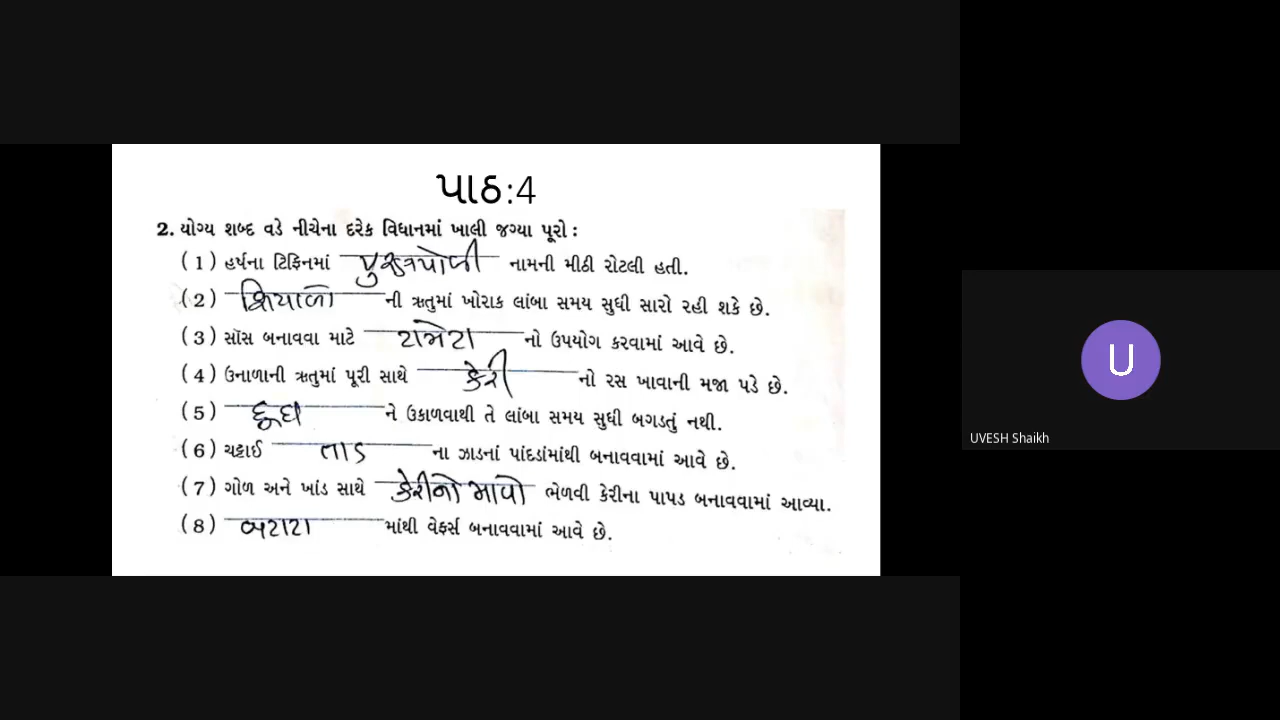 પાઠ:4
2. યોગ્ય શબ્દ વડે નીચેના દરેક વિધાનમાં ખાલી જગ્યા પૂરો :
(1) હર્ષના ટિફિનમાં નામની મીઠી રોટલી હતી.
(2) શિયાળો ની ઋતુમાં ખોરાક લાંબા સમય સુધી સારો રહી શકે છે.
(3) સૉસ બનાવવા માટે ટામેટા નો ઉપયોગ કરવામાં આવે છે.
(4) ઉનાળાની ઋતુમાં પૂરી સાથે કેરી નો રસ ખાવાની મજા પડે છે.
(5) દૂધ ને ઉકાળવાથી તે લાંબા સમય સુધી બગડતું નથી.
(6) ચટ્ટાઈ તાડ ના ઝાડનાં પાંદડાંમાંથી બનાવવામાં આવે છે.
(7) ગોળ અને ખાંડ સાથે કેરીનો માવો ભેળવી કેરીના પાપડ બનાવવામાં આવ્યા.
(8) બટાટા માંથી વેફર્સ બનાવવામાં આવે છે.
U
UVESH Shaikh